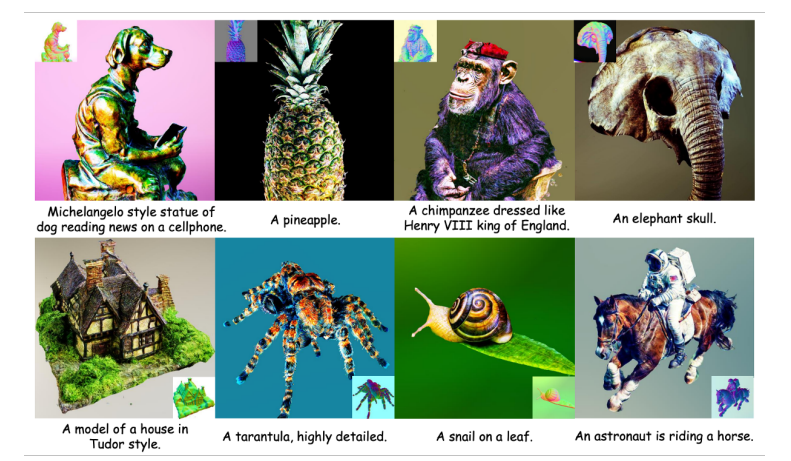 Michelangelo style statue of
dog reading news on a cellphone.
A pineapple.
A chimpanzee dressed like
Henry VIII king of England.
An elephant skull.
A model of a house in
Tudor style.
A tarantula, highly detailed.
A snail on a leaf.
An astronaut is riding a horse.